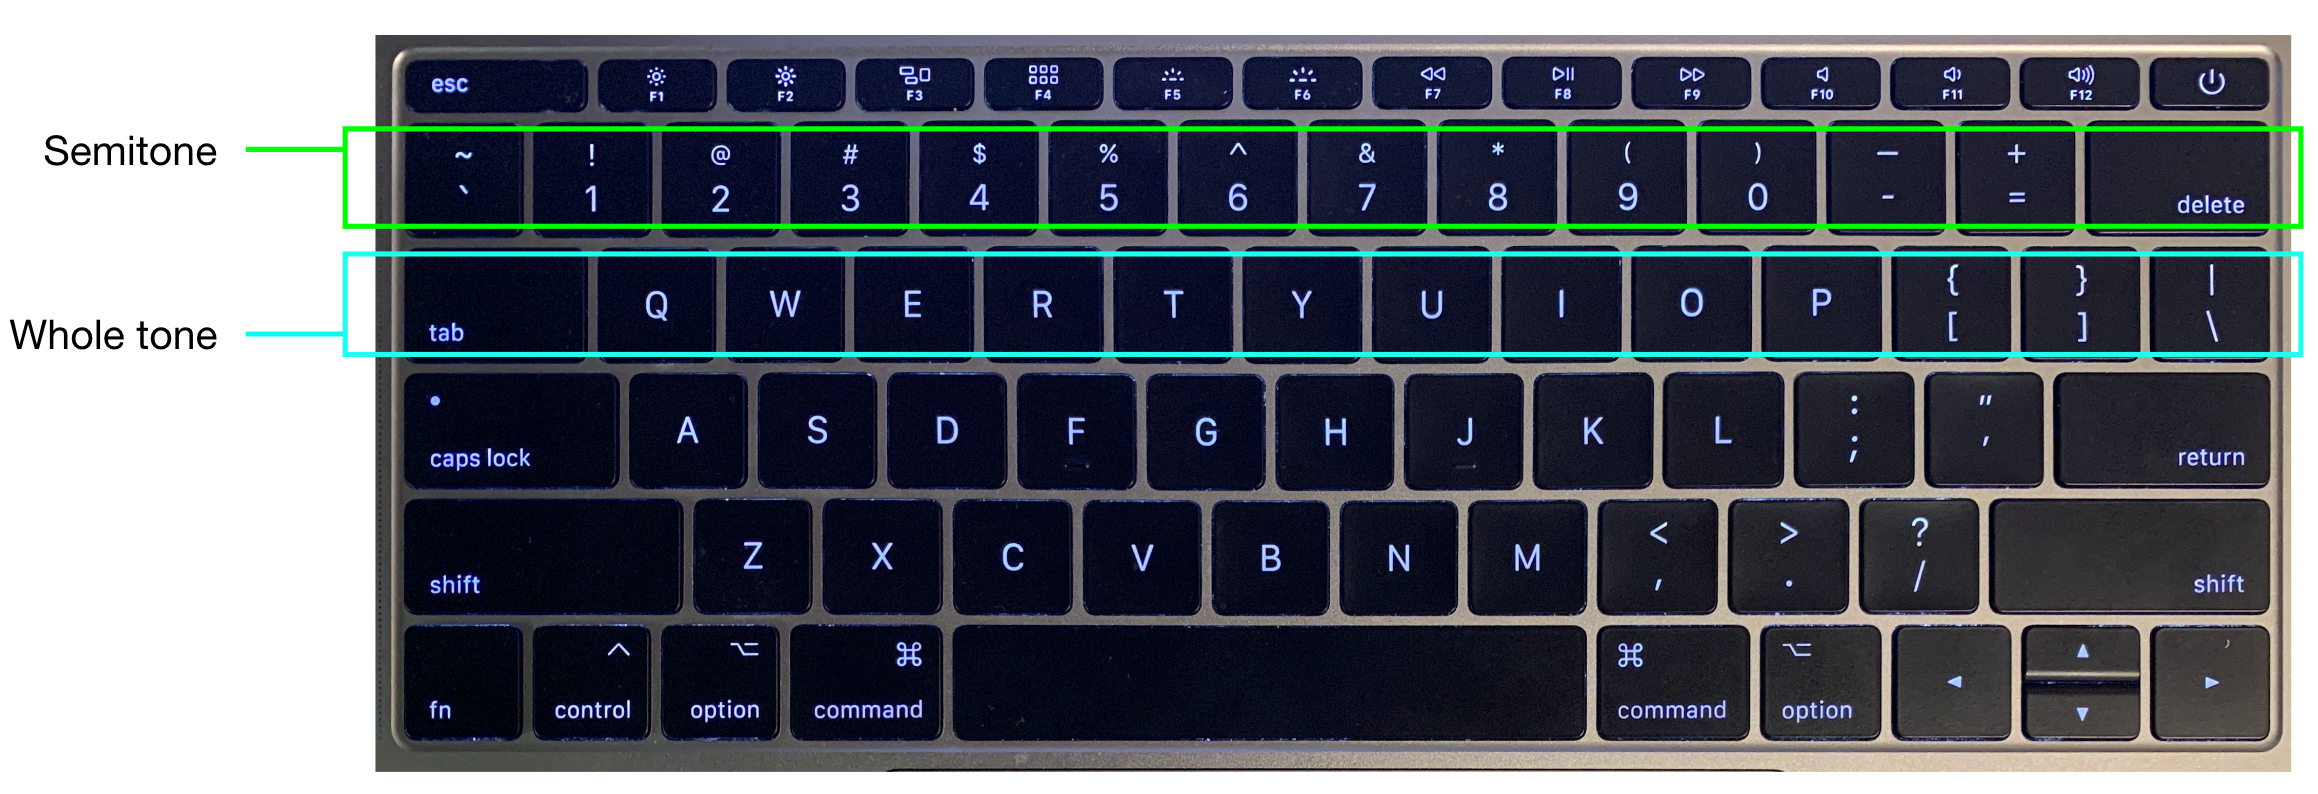 esc F1 F2 F3 F4 F5 F6 F7 F8 F9 F10 F11 F12
Semitone
~ ! @ # $ % ^ & * ( ) — +
` 1 2 3 4 5 6 7 8 9 0 - = delete
Whole tone
tab Q W E R T Y U I O P { } |
[ ] \
caps lock A S D F G H J K L : "
; ' return
shift Z X C V B N M < > ?
, . / shift
fn control option command command option